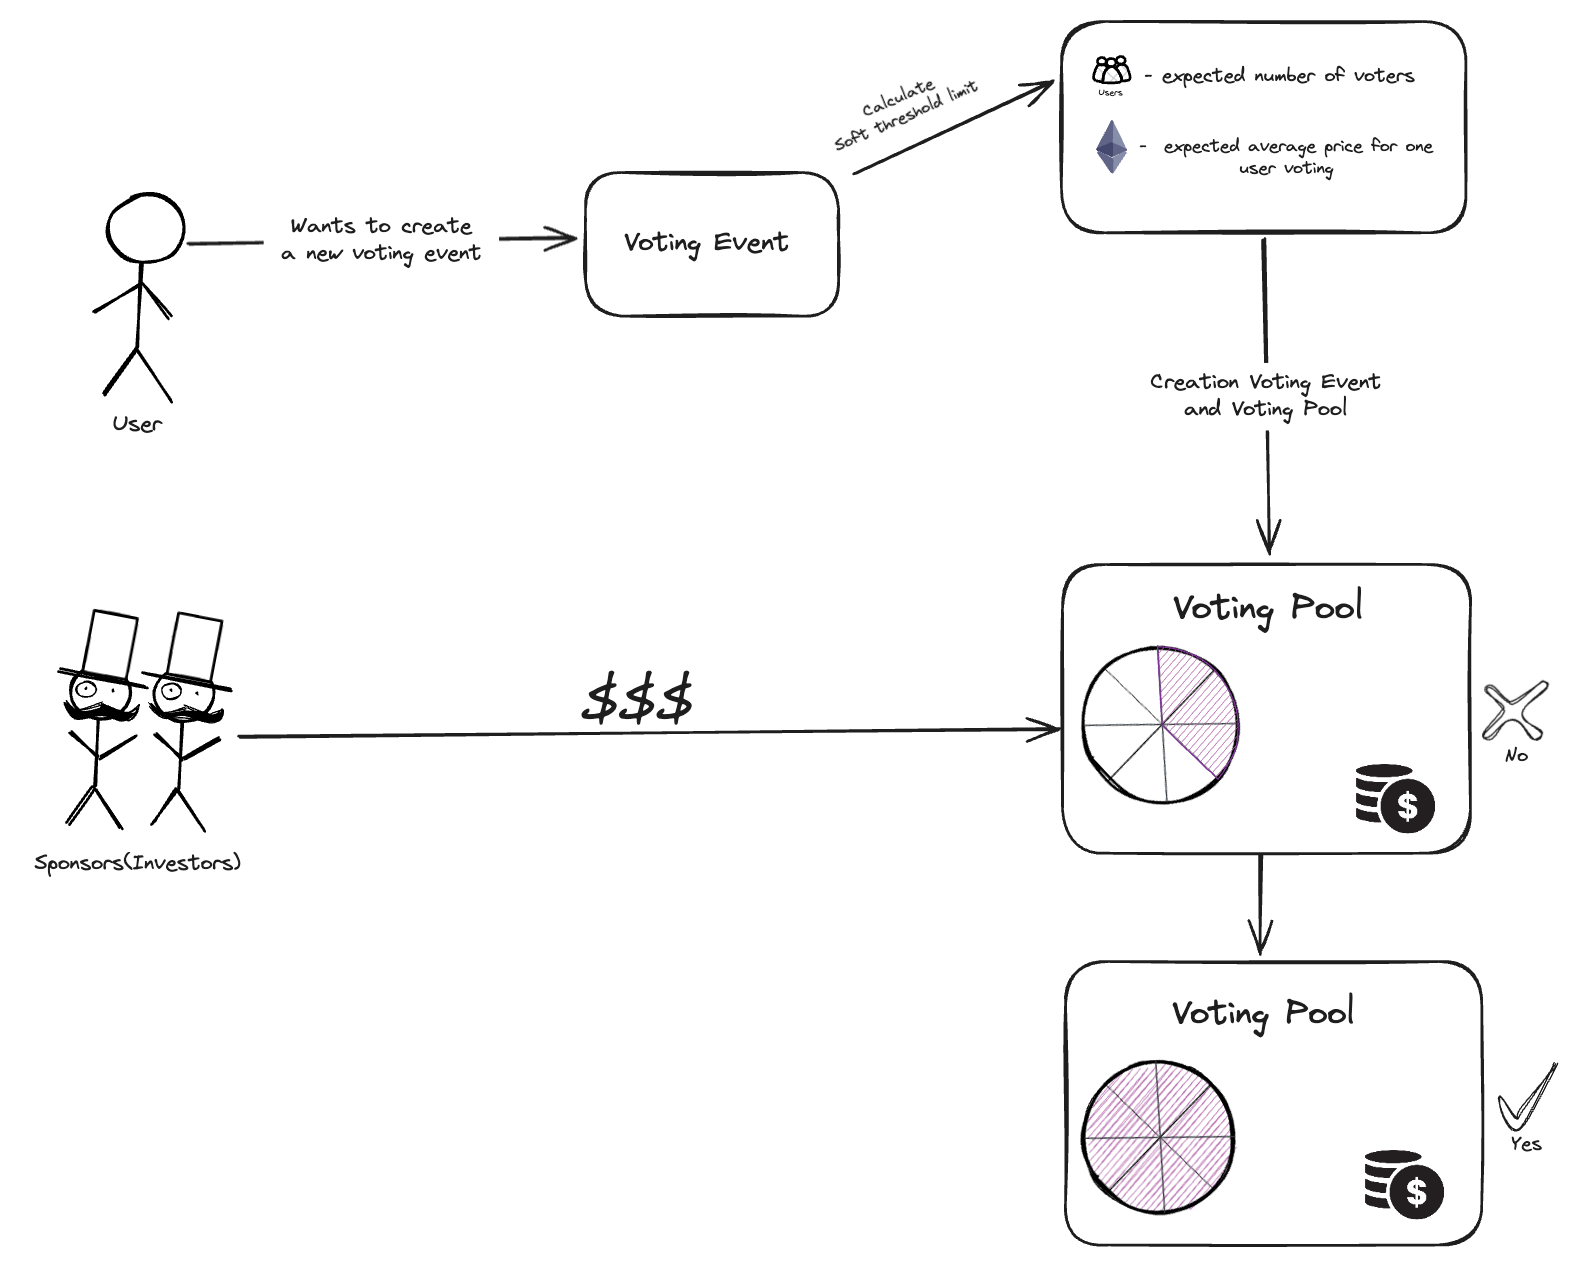 Users
- expected number of voters
- expected average price for one
user voting
Calculate
Soft threshold limit
Wants to create
a new voting event
Voting Event
User
Creation Voting Event
and Voting Pool
Voting Pool
$$$
No
$
Sponsors(Investors)
Voting Pool
Yes
$